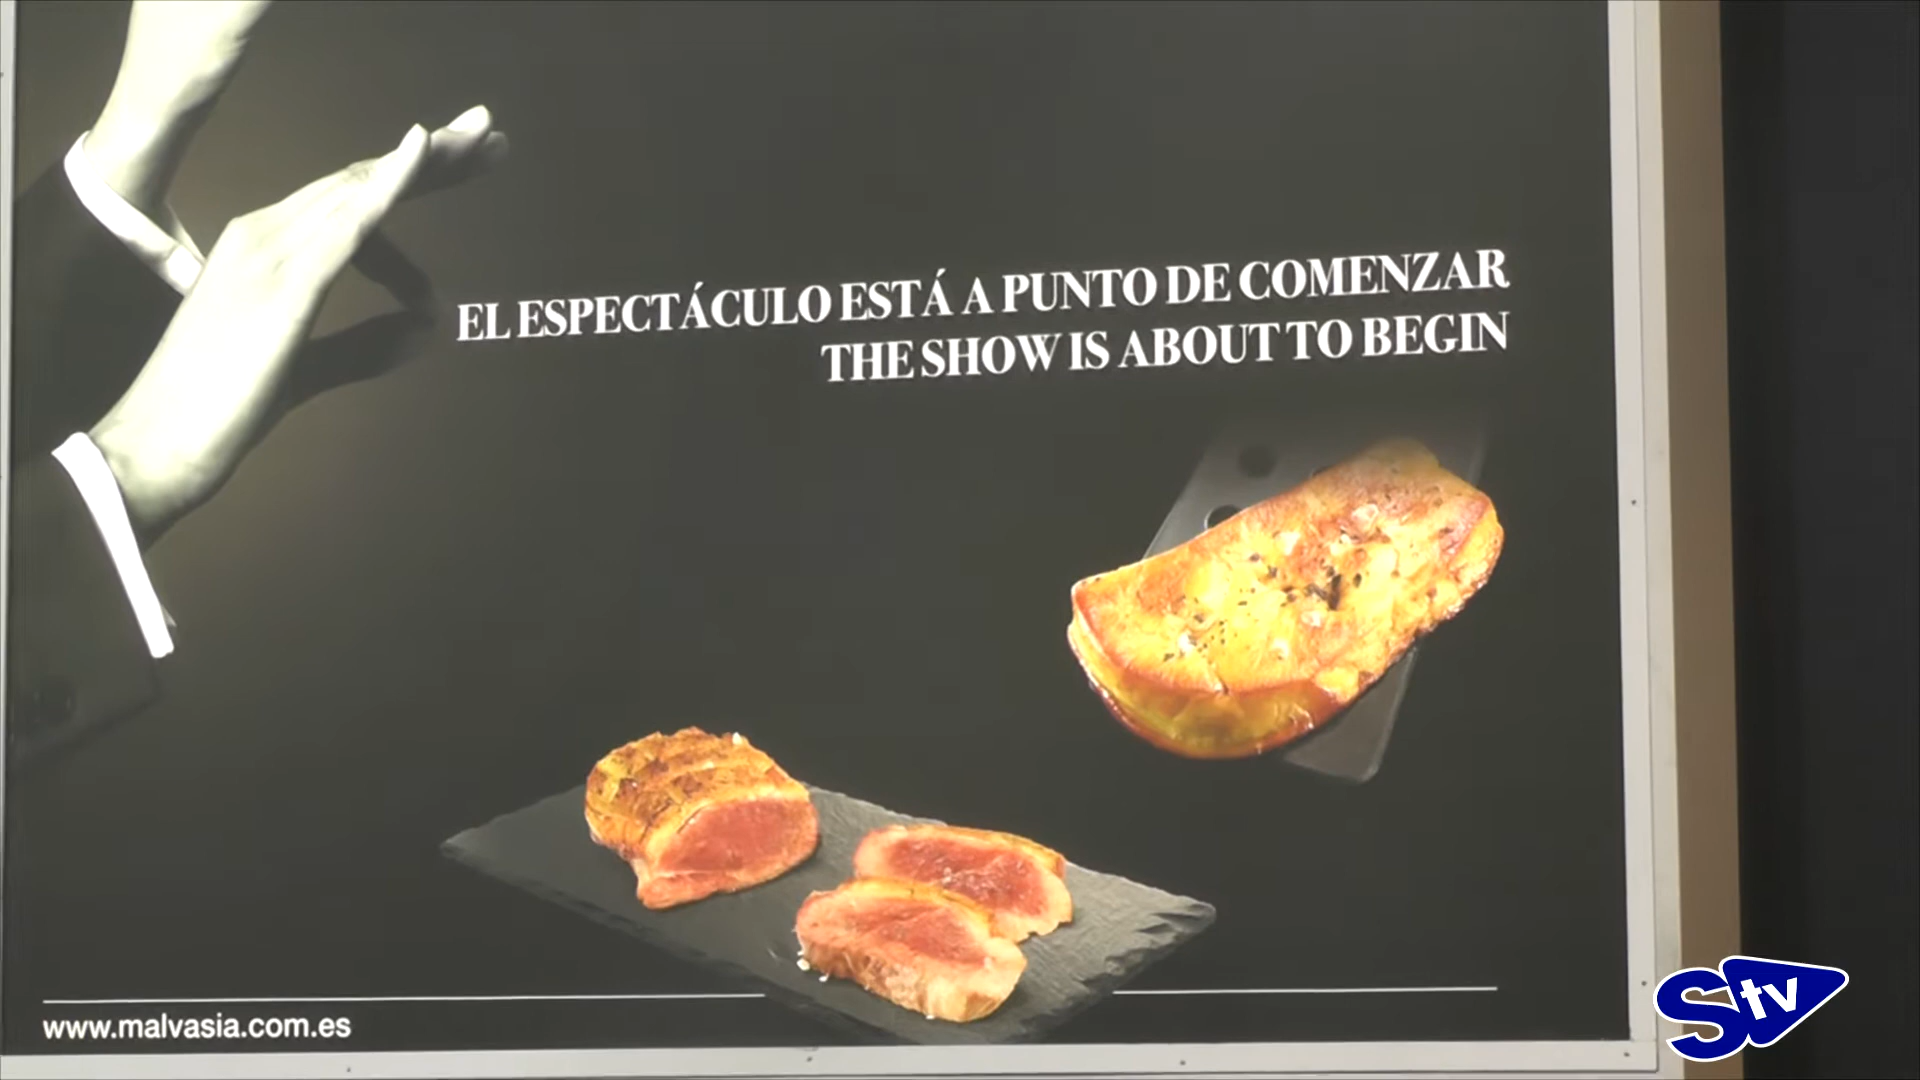 EL ESPECTÁCULO ESTÁ A PUNTO DE COMENZAR
THE SHOW IS ABOUT TO BEGIN
www.malvasia.com.es
Stv